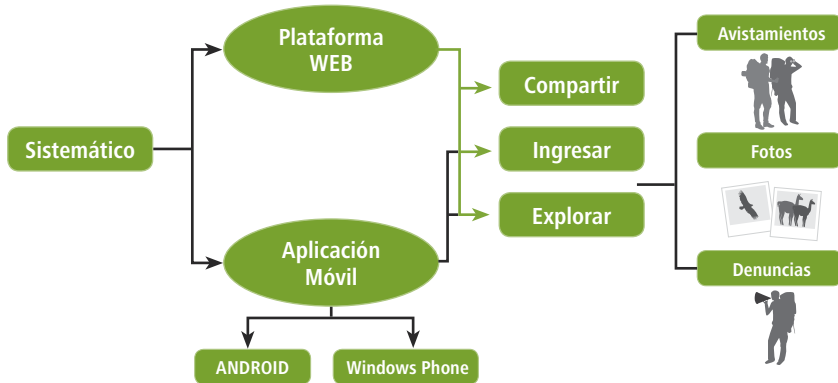 Sistemático
Plataforma
WEB
Aplicación
Móvil
ANDROID
Windows Phone
Compartir
Ingresar
Explorar
Avistamientos
Fotos
Denuncias